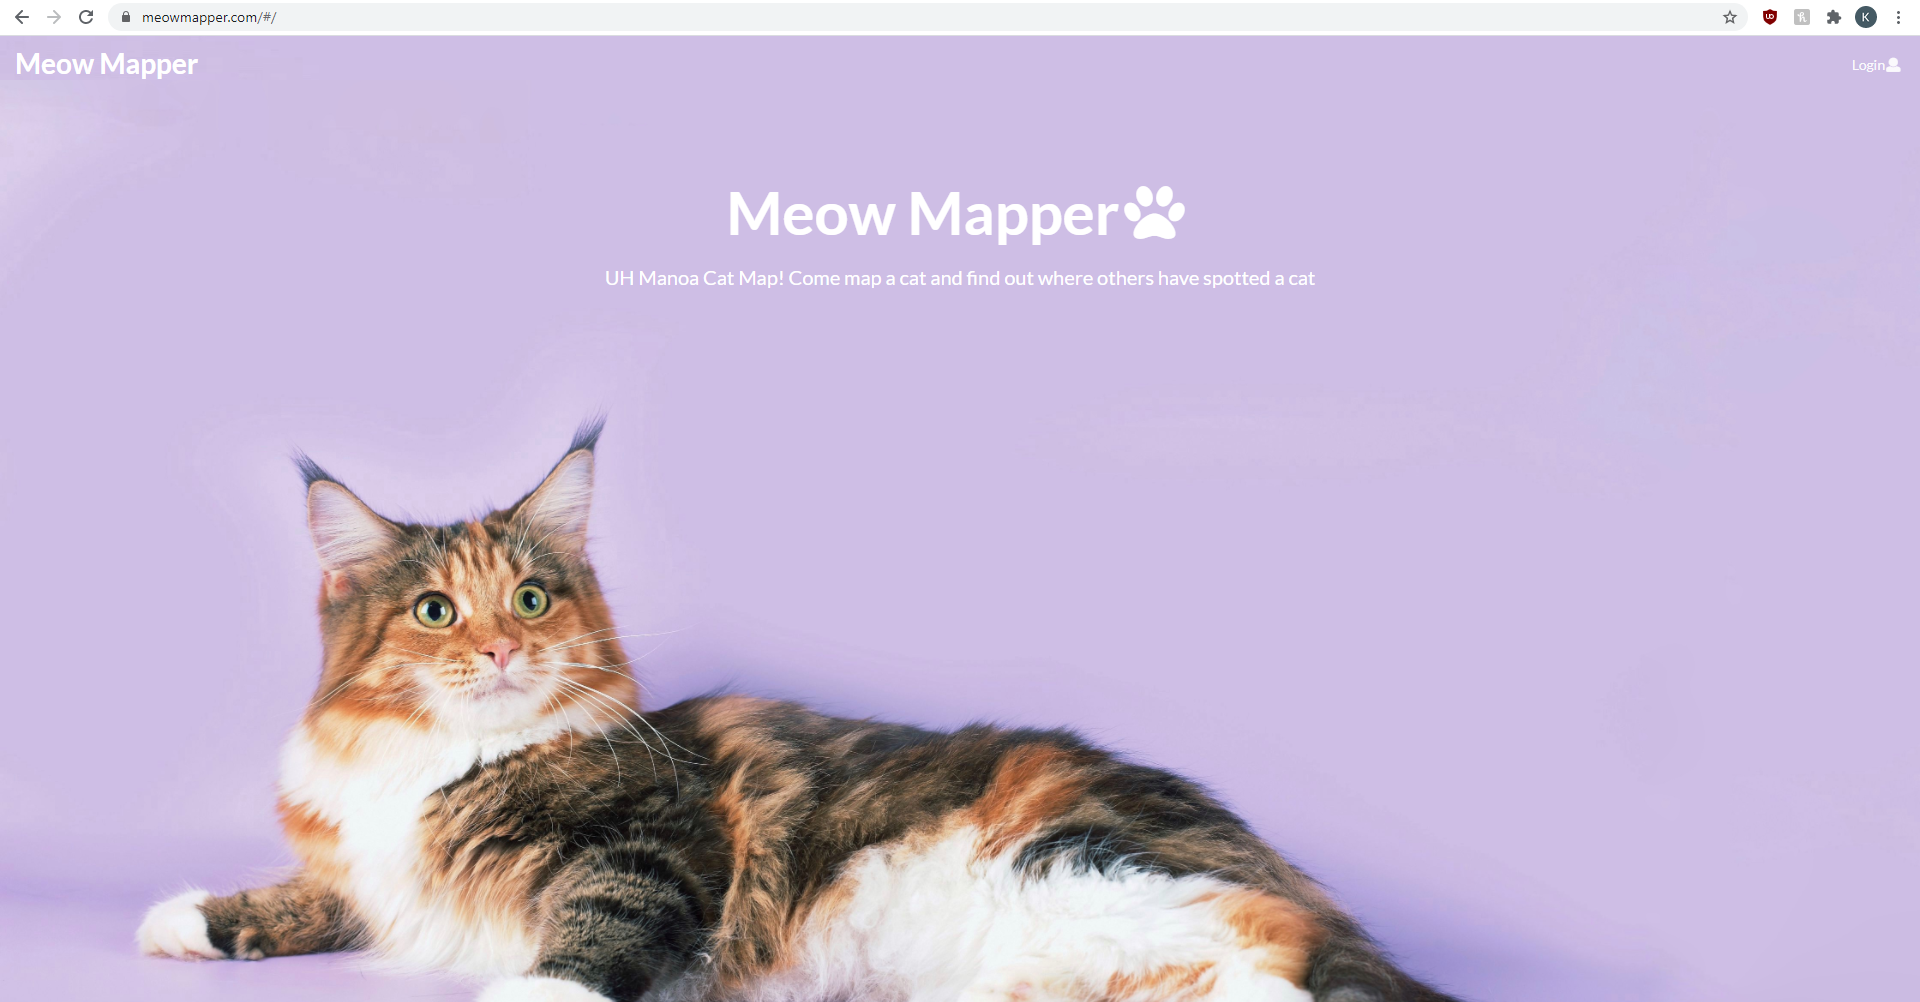 meowmapper.com/#/
K
Meow Mapper
Login
Meow Mapper
UH Manoa Cat Map! Come map a cat and find out where others have spotted a cat